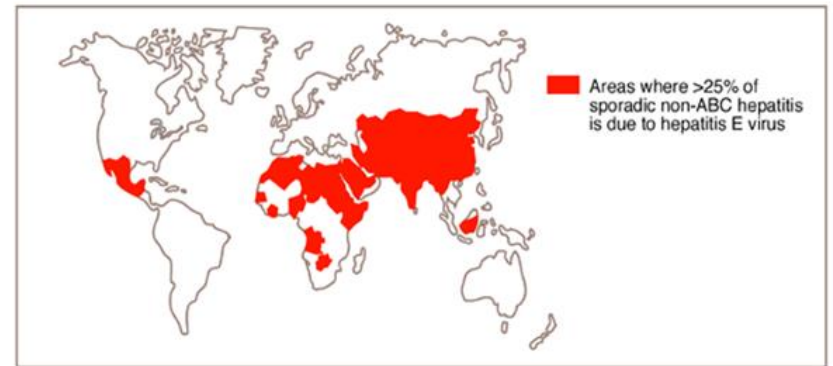 Areas where >25% of
sporadic non-ABC hepatitis
is due to hepatitis E virus